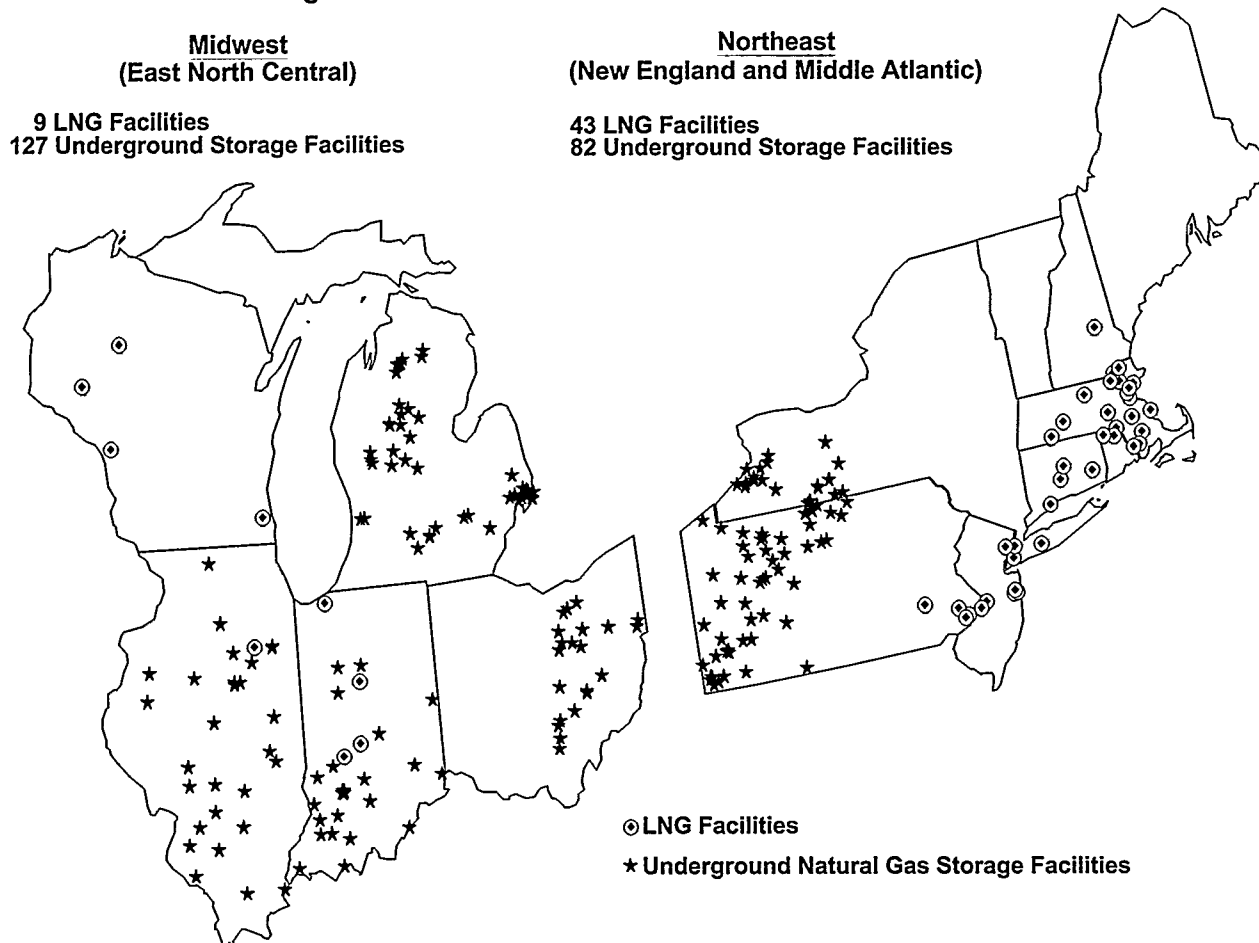 Midwest
(East North Central)
9 LNG Facilities
127 Underground Storage Facilities
Northeast
(New England and Middle Atlantic)
43 LNG Facilities
82 Underground Storage Facilities
LNG Facilities
Underground Natural Gas Storage Facilities